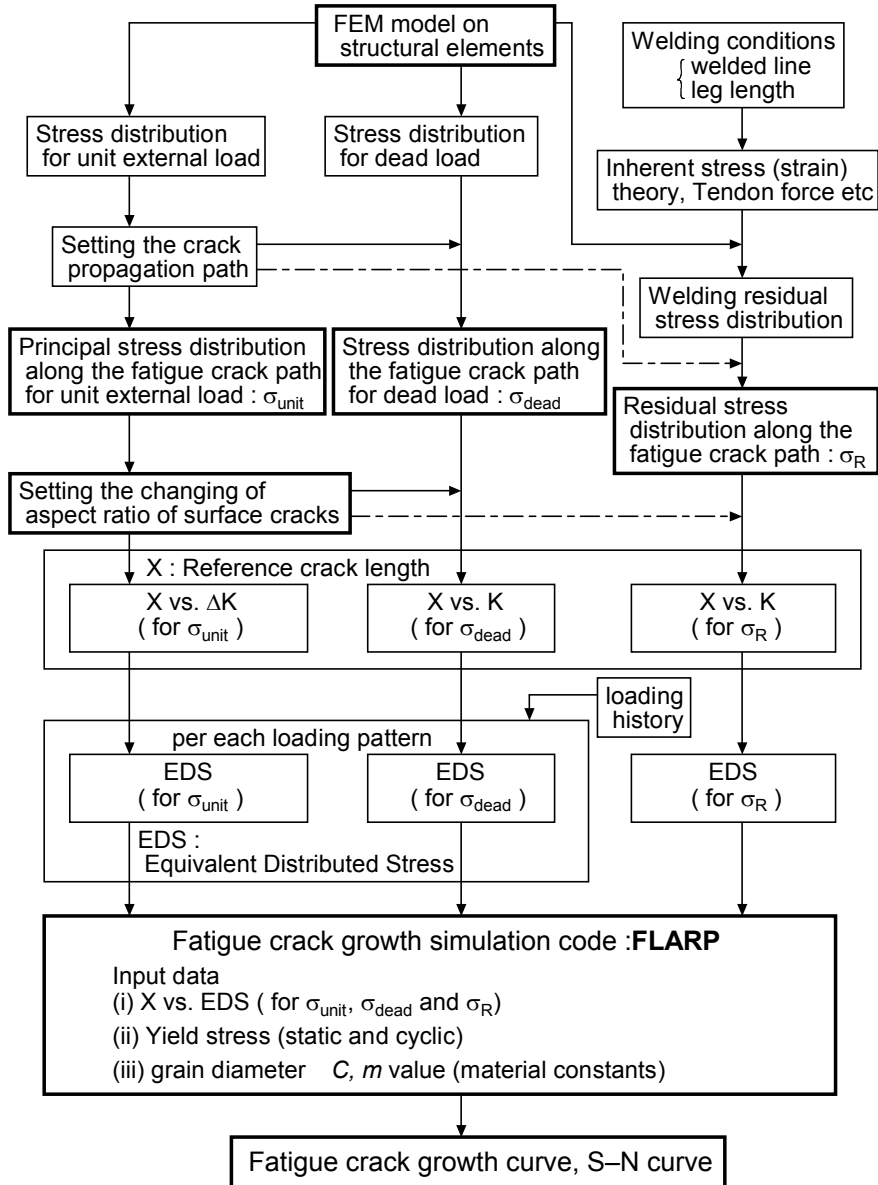 FEM model on
structural elements
Welding conditions
welded line
leg length
Stress distribution
for unit external load
Stress distribution
for dead load
Inherent stress (strain)
theory, Tendon force etc
Setting the crack
propagation path
Welding residual
stress distribution
Principal stress distribution
along the fatigue crack path
for unit external load : σunit
Stress distribution along
the fatigue crack path
for dead load : σdead
Residual stress
distribution along the
fatigue crack path : σR
Setting the changing of
aspect ratio of surface cracks
X : Reference crack length
X vs. ΔK
( for σunit )
X vs. K
( for σdead )
X vs. K
( for σR )
loading
history
per each loading pattern
EDS
( for σunit )
EDS
( for σdead )
EDS
( for σR )
EDS :
Equivalent Distributed Stress
Fatigue crack growth simulation code :FLARP
Input data
(i) X vs. EDS ( for σunit, σdead and σR)
(ii) Yield stress (static and cyclic)
(iii) grain diameter C, m value (material constants)
Fatigue crack growth curve, S–N curve